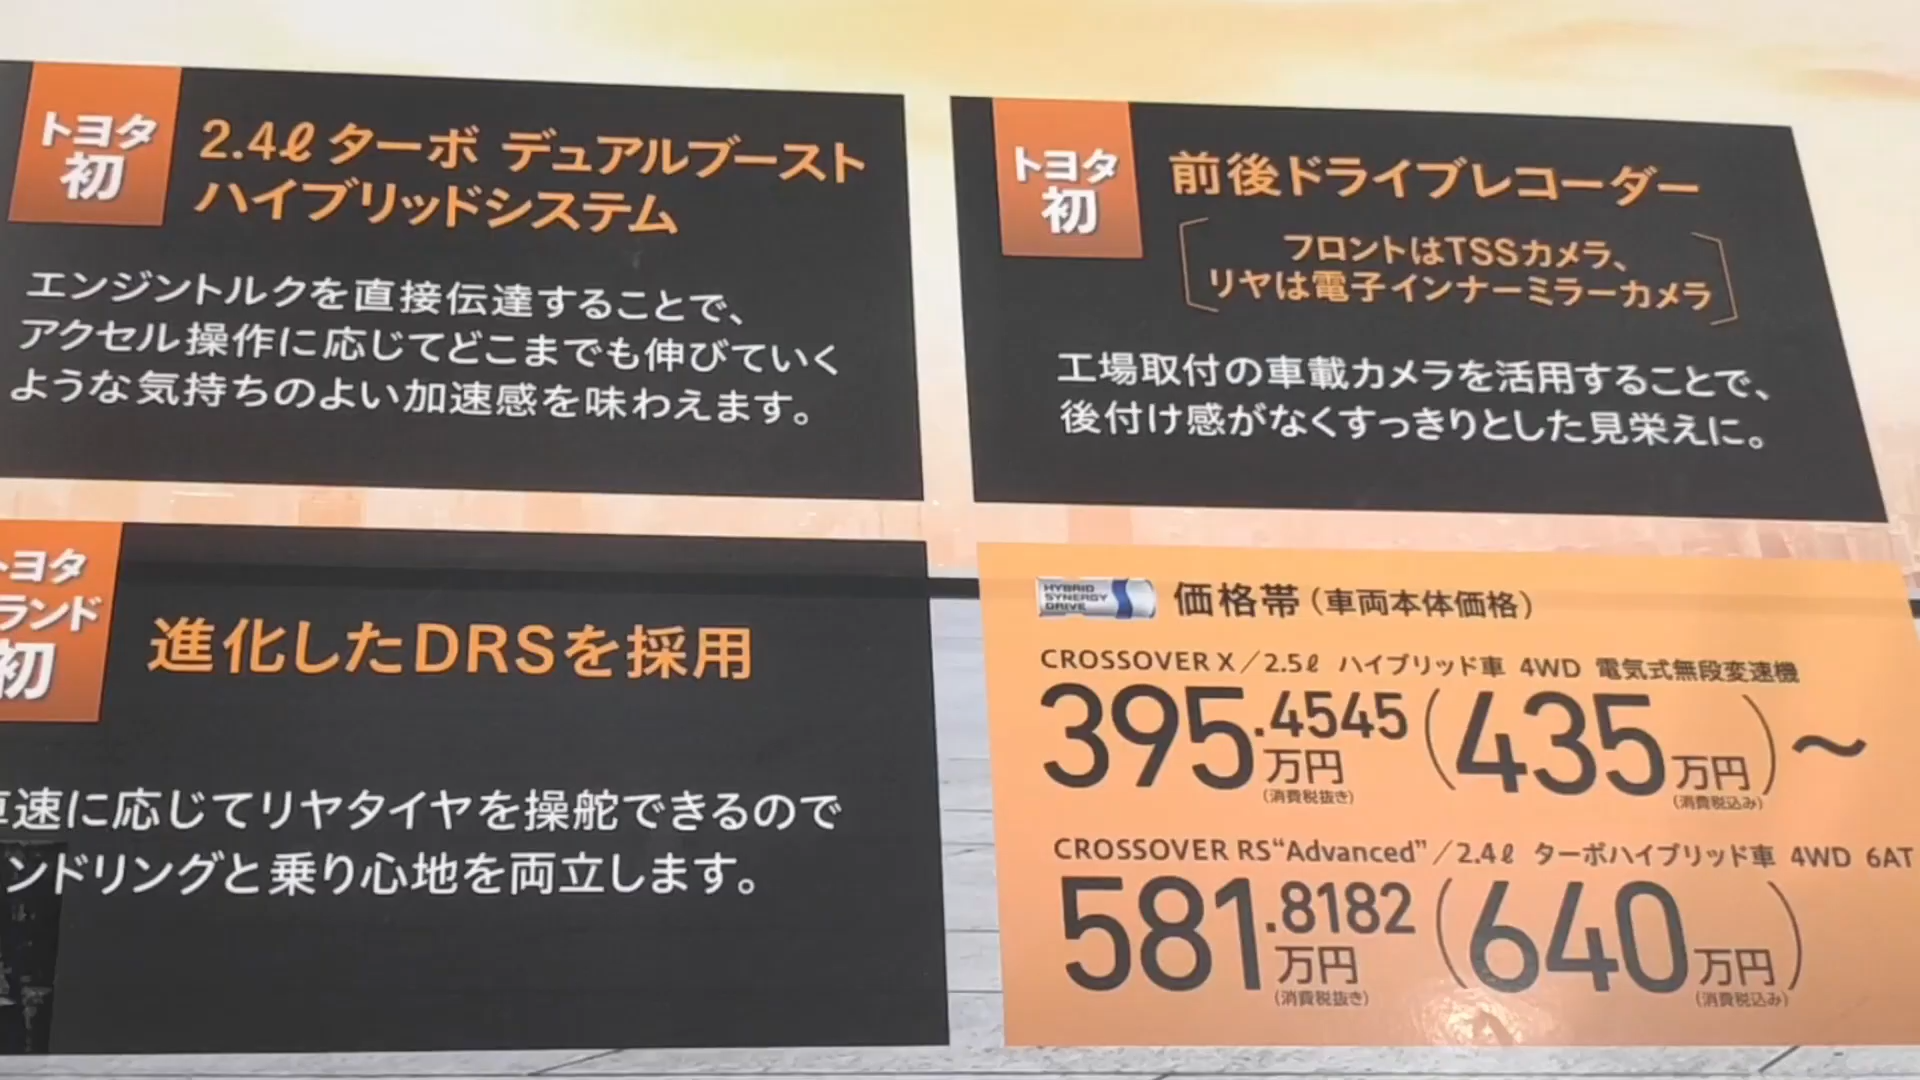 トヨタ
初
2.4ℓ ターボ デュアルブースト
ハイブリッドシステム
エンジントルクを直接伝達することで、
アクセル操作に応じてどこまでも伸びていく
ような気持ちのよい加速感を味わえます。
トヨタ
初
前後ドライブレコーダー
フロントはTSSカメラ、
リヤは電子インナーミラーカメラ
工場取付の車載カメラを活用することで、
後付け感がなくすっきりとした見栄えに。
トヨタ
ランド
初
進化したDRSを採用
車速に応じてリヤタイヤを操舵できるので
ンドリングと乗り心地を両立します。
HYBRID
SYNERGY
DRIVE
価格帯(車両本体価格)
CROSSOVER X/2.5ℓ ハイブリッド車 4WD 電気式無段変速機
395.4545万円(消費税抜き)(435万円(消費税込み))~
CROSSOVER RS“Advanced”/2.4ℓ ターボハイブリッド車 4WD 6AT
581.8182万円(消費税抜き)(640万円(消費税込み))